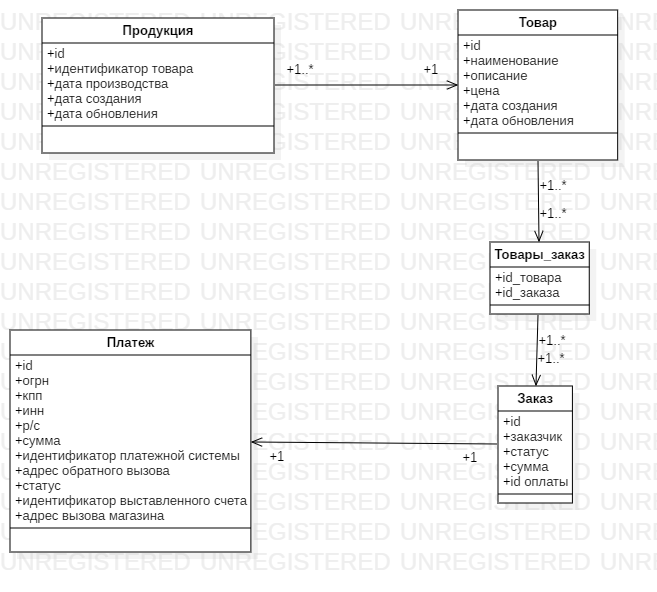 Продукция
+id
+идентификатор товара
+дата производства
+дата создания
+дата обновления
+1..*
+1
Товар
+id
+наименование
+описание
+цена
+дата создания
+дата обновления
+1..*
+1..*
Товары_заказ
+id_товара
+id_заказа
+1..*
+1..*
Платеж
+id
+огрн
+кпп
+инн
+р/с
+сумма
+идентификатор платежной системы
+адрес обратного вызова
+статус
+идентификатор выставленного счета
+адрес вызова магазина
+1
+1
Заказ
+id
+заказчик
+статус
+сумма
+id оплаты
UNREGISTERED